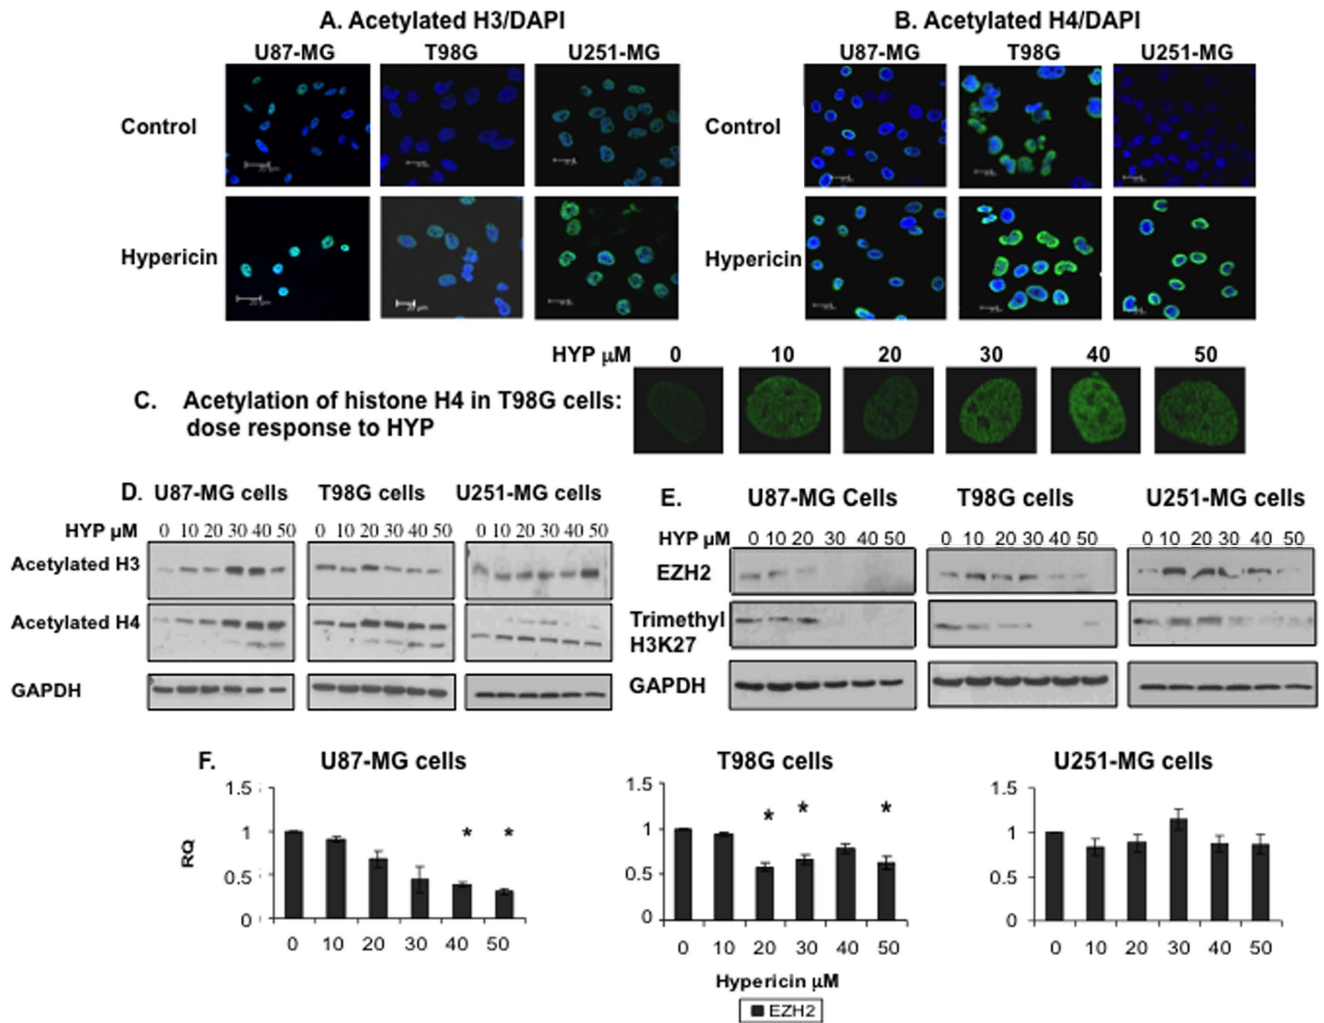 A. Acetylated H3/DAPI
U87-MG T98G U251-MG
Control
Hypericin
B. Acetylated H4/DAPI
U87-MG T98G U251-MG
Control
Hypericin
HYP µM 0 10 20 30 40 50
C. Acetylation of histone H4 in T98G cells:
dose response to HYP
D. U87-MG cells T98G cells U251-MG cells
HYP µM 0 10 20 30 40 50 0 10 20 30 40 50 0 10 20 30 40 50
Acetylated H3
Acetylated H4
GAPDH
E. U87-MG Cells T98G cells U251-MG cells
HYP µM 0 10 20 30 40 50 0 10 20 30 40 50 0 10 20 30 40 50
EZH2
Trimethyl
H3K27
GAPDH
F. U87-MG cells T98G cells U251-MG cells
RQ
1.5
1
0.5
0
* *
0 10 20 30 40 50
1.5
1
0.5
0
* * *
0 10 20 30 40 50
1.5
1
0.5
0
0 10 20 30 40 50
Hypericin µM
EZH2